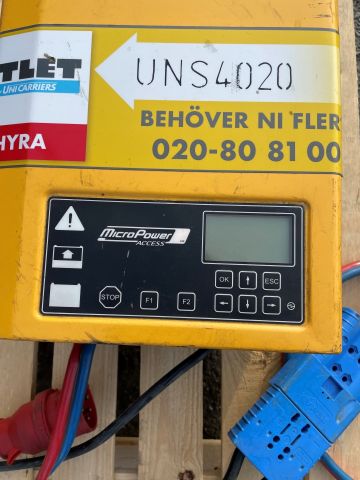 TLET
UNICARRIERS
UNS4020
HYRA
BEHÖVER NI FLER
020-80 81 00
MicroPower
ACCESS
OK
ESC
STOP
F1
F2